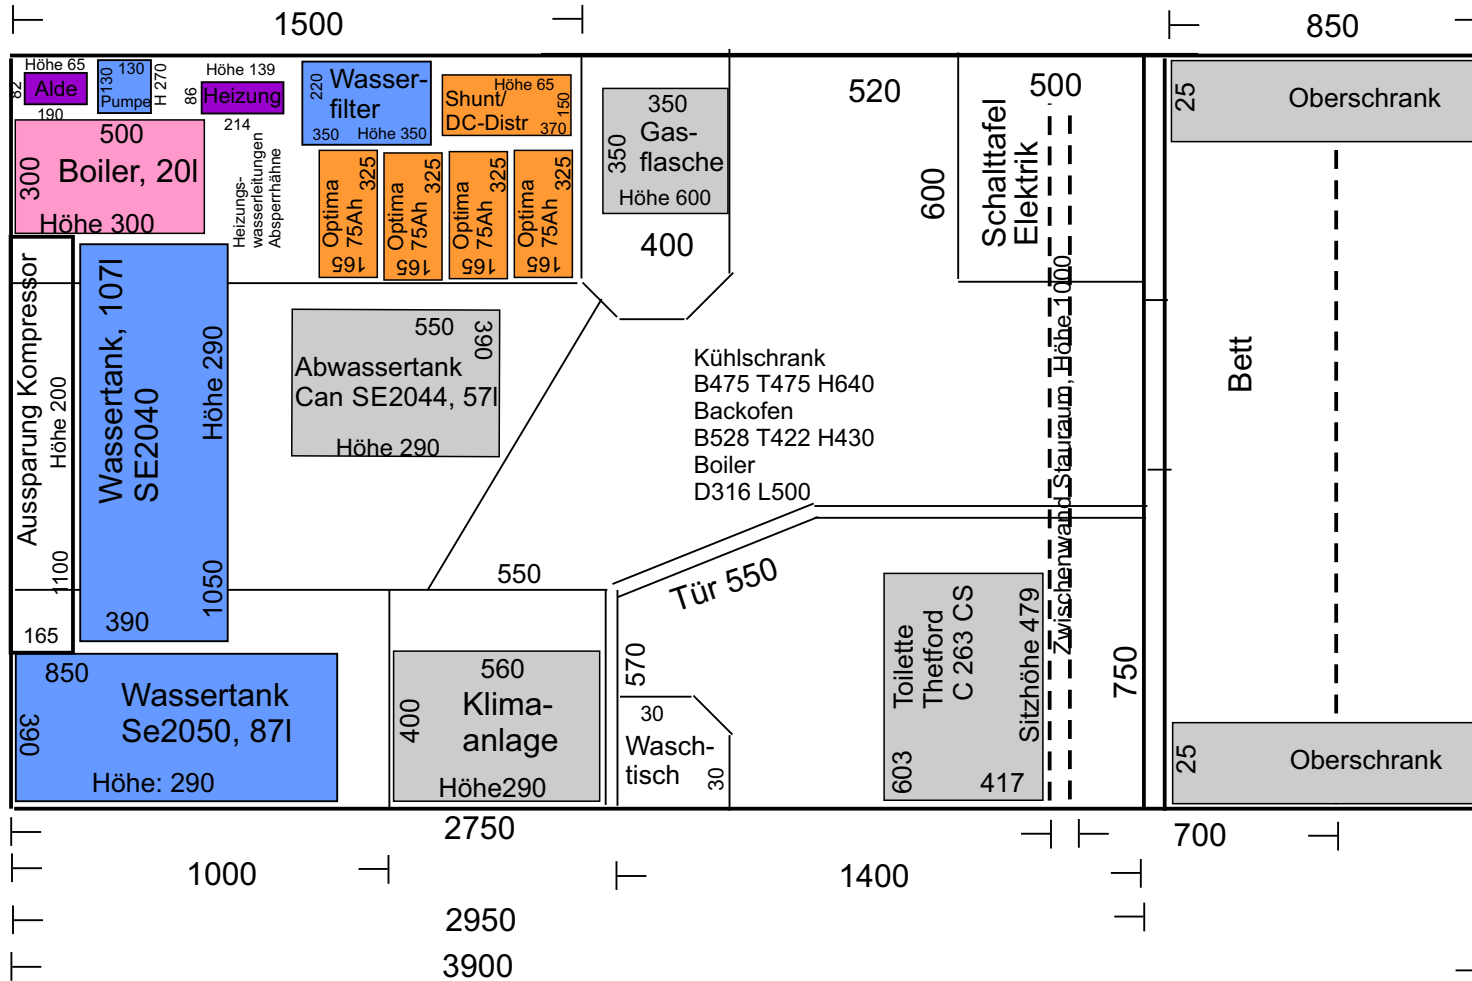 1500
850
Höhe 65
82
Alde
190
130
130
Pumpe
H 270
Höhe 139
86
Heizung
214
220
Wasser-
filter
350 Höhe 350
Höhe 65
Shunt/
DC-Distr
150
370
350
350
Gas-
flasche
Höhe 600
400
520
600
Schalttafel
Elektrik
500
25
Oberschrank
500
300
Boiler, 20l
Höhe 300
Heizungs-
wasserleitungen
Absperrhähne
Optima
75Ah
325
165
Optima
75Ah
325
165
Optima
75Ah
325
165
Optima
75Ah
325
165
Aussparung Kompressor
Höhe 200
1100
165
Wassertank, 107l
SE2040
Höhe 290
1050
390
550
390
Abwassertank
Can SE2044, 57l
Höhe 290
Kühlschrank
B475 T475 H640
Backofen
B528 T422 H430
Boiler
D316 L500
Zwischenwand Stauraum, Höhe 1000
Bett
550
Tür 550
850
390
Wassertank
Se2050, 87l
Höhe: 290
560
400
Klima-
anlage
Höhe290
570
30
Wasch-
tisch
30
Toilette
Thetford
C 263 CS
Sitzhöhe 479
603
417
750
25
Oberschrank
2750
700
1000
1400
2950
3900